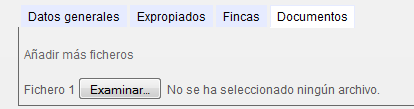 Datos generales Expropiados Fincas Documentos
Añadir más ficheros
Fichero 1 Examinar... No se ha seleccionado ningún archivo.